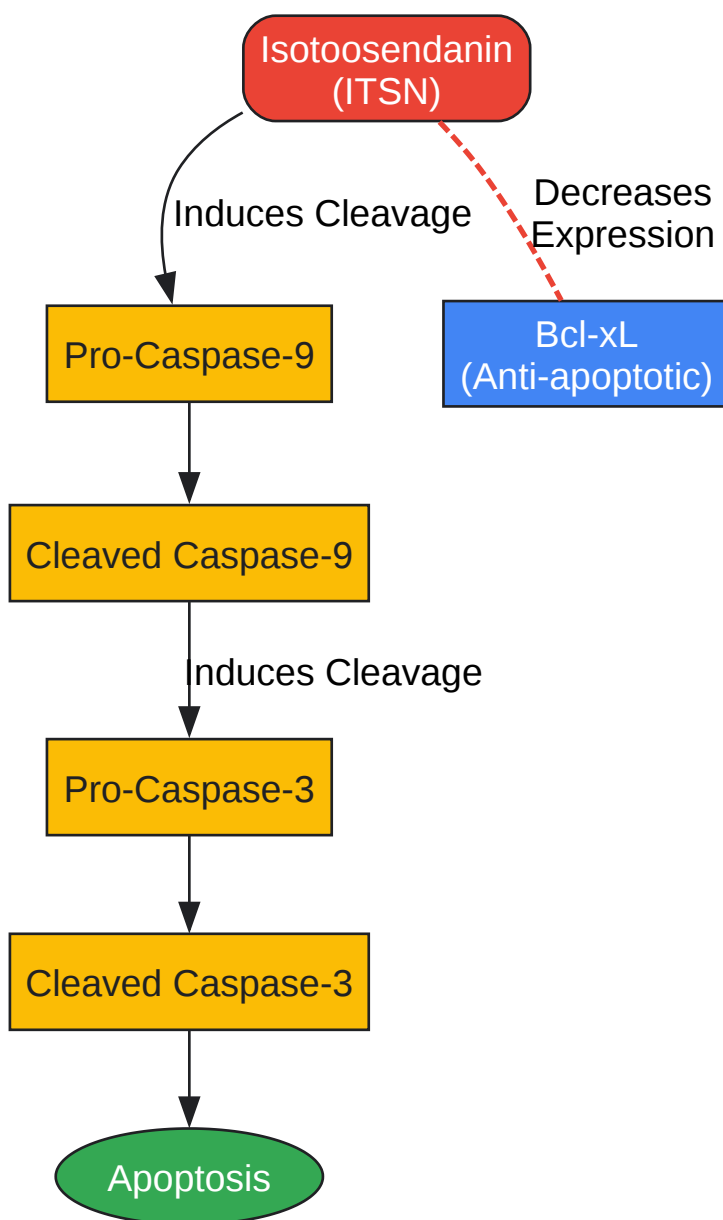 Isotoosendanin
(ITSN)
Induces Cleavage
Decreases
Expression
Pro-Caspase-9
Bcl-xL
(Anti-apoptotic)
Cleaved Caspase-9
Induces Cleavage
Pro-Caspase-3
Cleaved Caspase-3
Apoptosis